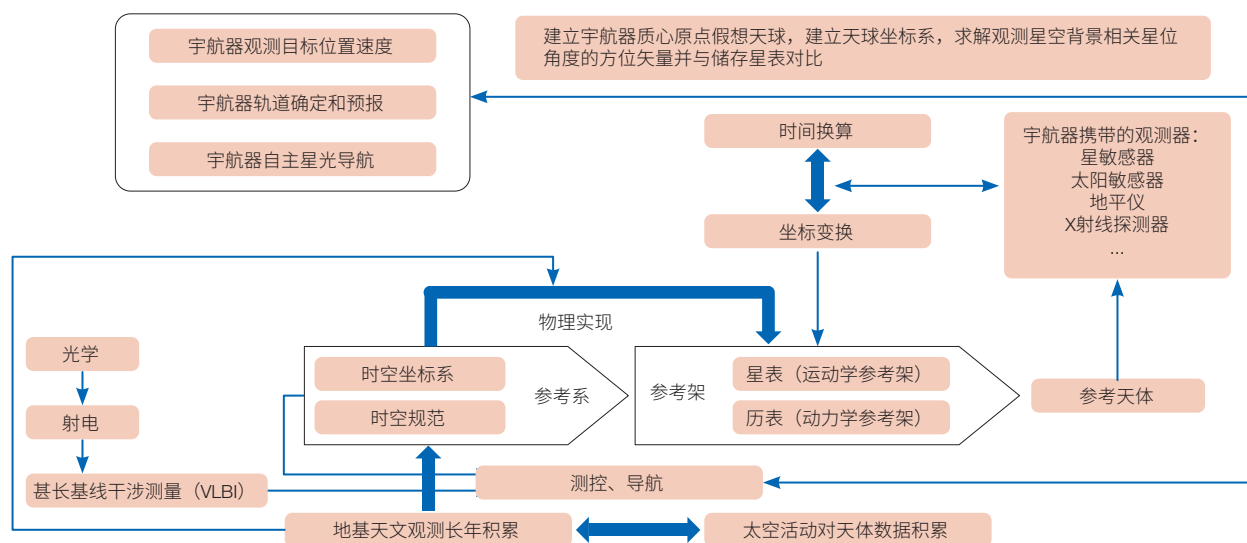 宇航器观测目标位置速度
宇航器轨道确定和预报
宇航器自主星光导航
建立宇航器质心原点假想天球，建立天球坐标系，求解观测星空背景相关星位
角度的方位矢量并与储存星表对比
时间换算
坐标变换
宇航器携带的观测器：
星敏感器
太阳敏感器
地平仪
X射线探测器
...
物理实现
光学
射电
甚长基线干涉测量（VLBI）
时空坐标系
时空规范
参考系
参考架
星表（运动学参考架）
历表（动力学参考架）
参考天体
测控、导航
地基天文观测长年积累
太空活动对天体数据积累